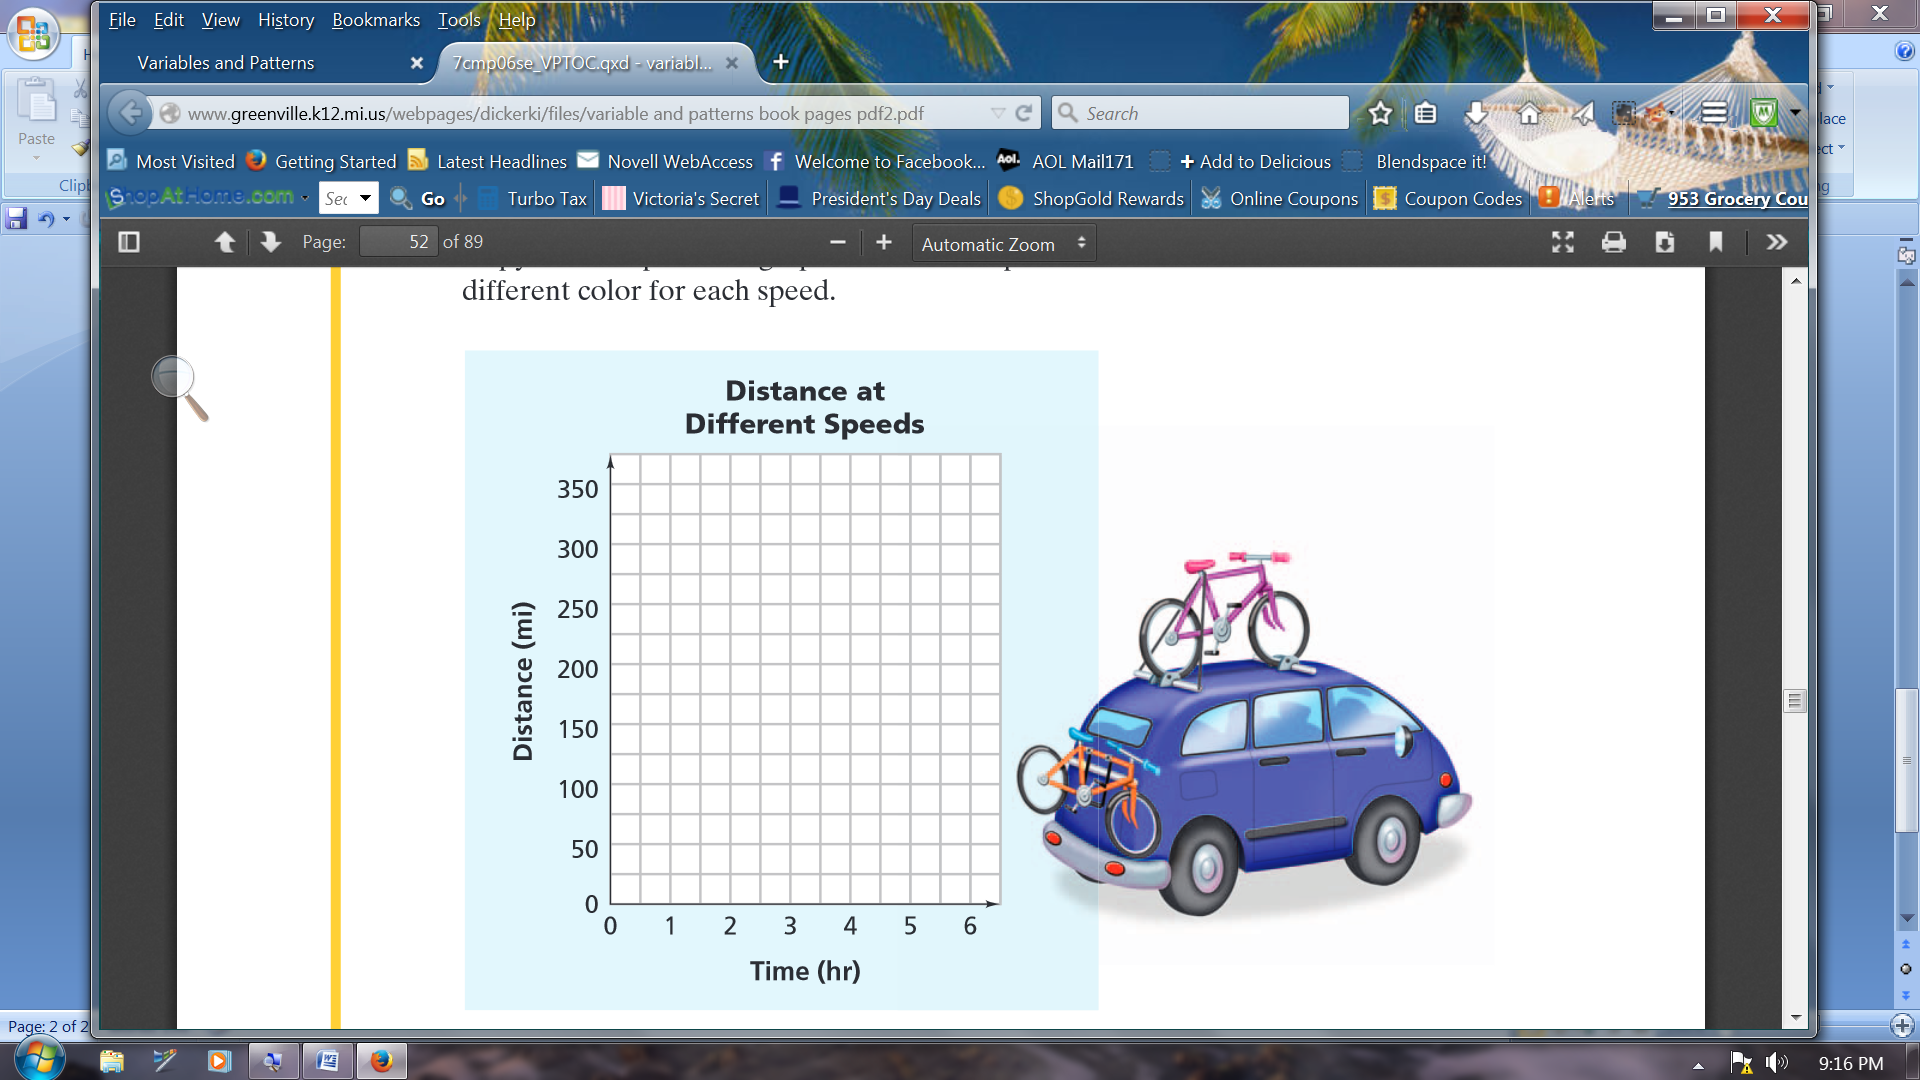 File Edit View History Bookmarks Tools Help
Variables and Patterns
7cmp06se_VPTOC.qxd - variabl...
www.greenville.k12.mi.us/webpages/dickerki/files/variable and patterns book pages pdf2.pdf
Search
Most Visited Getting Started Latest Headlines Novell WebAccess Welcome to Facebook... Aol. AOL Mail171 + Add to Delicious Blendspace it!
ShopAtHome.com Sec Go Turbo Tax Victoria's Secret President's Day Deals ShopGold Rewards Online Coupons Coupon Codes Alerts 953 Grocery Cou
Page: 52 of 89
Automatic Zoom
Paste
Clipb
lace
different color for each speed.
Distance at
Different Speeds
350
300
250
200
150
100
50
0
Distance (mi)
0 1 2 3 4 5 6
Time (hr)
Page: 2 of 2
9:16 PM